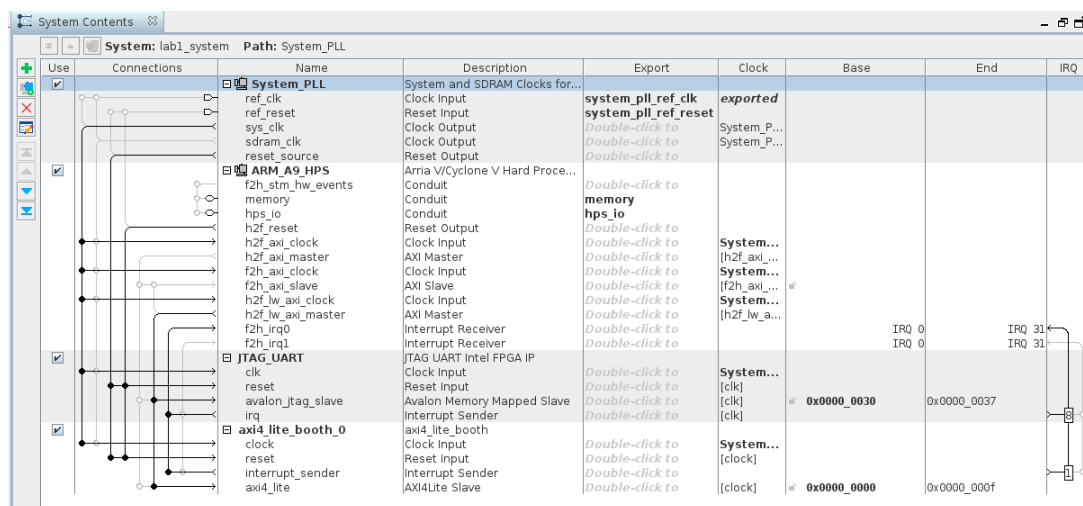 System Contents
System: lab1_system Path: System_PLL
Use Connections Name Description Export Clock Base End IRQ
System_PLL System and SDRAM Clocks for...
ref_clk Clock Input system_pll_ref_clk exported
ref_reset Reset Input system_pll_ref_reset
sys_clk Clock Output Double-click to System_P...
sdram_clk Clock Output Double-click to System_P...
reset_source Reset Output Double-click to
ARM_A9_HPS Arria V/Cyclone V Hard Proce...
f2h_stm_hw_events Conduit Double-click to
memory Conduit memory
hps_io Conduit hps_io
h2f_reset Reset Output Double-click to
h2f_axi_clock Clock Input Double-click to System...
h2f_axi_master AXI Master Double-click to [h2f_axi_...
f2h_axi_clock Clock Input Double-click to System...
f2h_axi_slave AXI Slave Double-click to [f2h_axi_...
h2f_lw_axi_clock Clock Input Double-click to System...
h2f_lw_axi_master AXI Master Double-click to [h2f_lw_a...
f2h_irq0 Interrupt Receiver Double-click to IRQ 0 IRQ 31
f2h_irq1 Interrupt Receiver Double-click to IRQ 0 IRQ 31
JTAG_UART JTAG UART Intel FPGA IP
clk Clock Input Double-click to System...
reset Reset Input Double-click to [clk]
avalon_jtag_slave Avalon Memory Mapped Slave Double-click to [clk] 0x0000_0030 0x0000_0037
irq Interrupt Sender Double-click to [clk] 8
axi4_lite_booth_0 axi4_lite_booth
clock Clock Input Double-click to System...
reset Reset Input Double-click to [clock]
interrupt_sender Interrupt Sender Double-click to 1
axi4_lite AXI4Lite Slave Double-click to [clock] 0x0000_0000 0x0000_000f